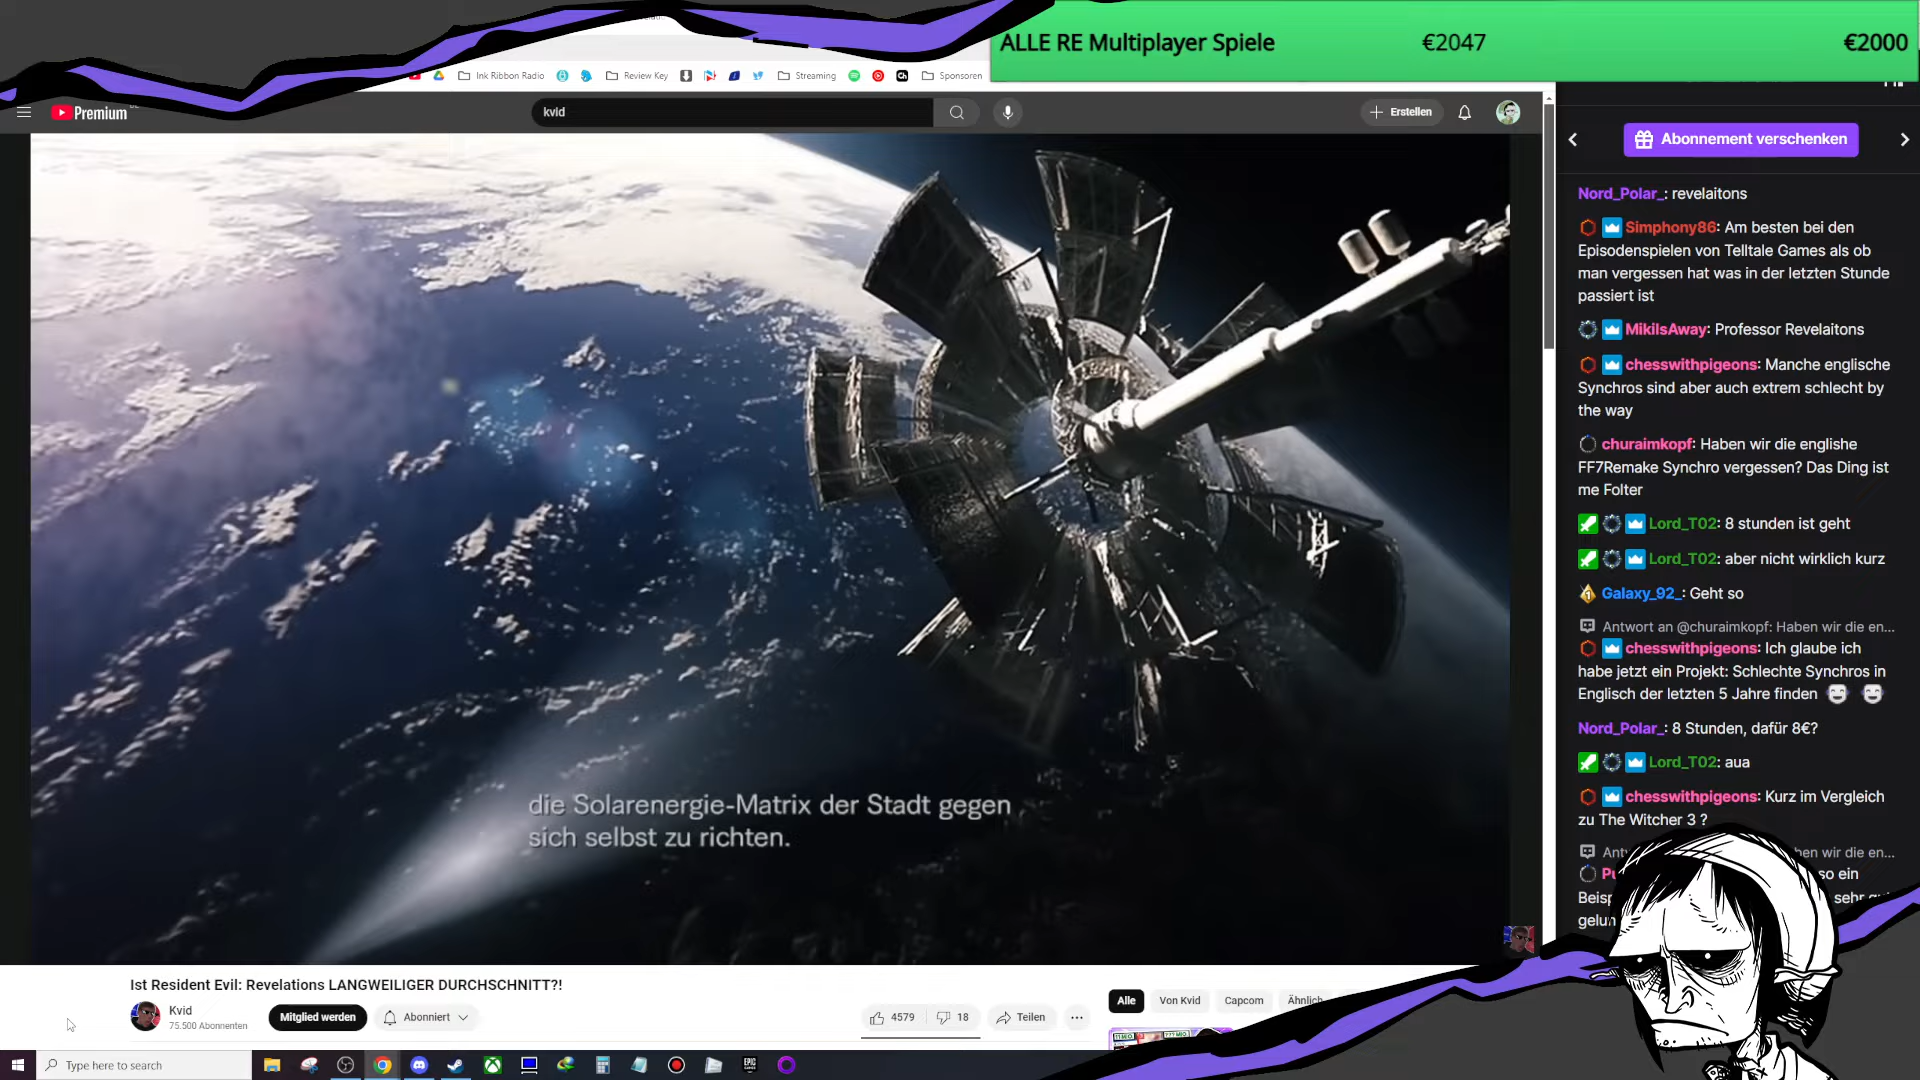 ALLE RE Multiplayer Spiele €2047 €2000
Ink Ribbon Radio Review Key Streaming Sponsoren
Premium kvid Erstellen
Abonnement verschenken
Nord_Polar_: revelaitons
Simphony86: Am besten bei den
Episodenspielen von Telltale Games als ob
man vergessen hat was in der letzten Stunde
passiert ist
MikiIsAway: Professor Revelaitons
chesswithpigeons: Manche englische
Synchros sind aber auch extrem schlecht by
the way
churaimkopf: Haben wir die englishe
FF7Remake Synchro vergessen? Das Ding ist
me Folter
Lord_T02: 8 stunden ist geht
Lord_T02: aber nicht wirklich kurz
Galaxy_92_: Geht so
Antwort an @churaimkopf: Haben wir die en...
chesswithpigeons: Ich glaube ich
habe jetzt ein Projekt: Schlechte Synchros in
Englisch der letzten 5 Jahre finden
Nord_Polar_: 8 Stunden, dafür 8€?
Lord_T02: aua
chesswithpigeons: Kurz im Vergleich
zu The Witcher 3 ?
die Solarenergie-Matrix der Stadt gegen
sich selbst zu richten.
Ist Resident Evil: Revelations LANGWEILIGER DURCHSCHNITT?!
Kvid
75.500 Abonnenten
Mitglied werden Abonniert 4579 18 Teilen
Alle Von Kvid Capcom Ähnlich
Type here to search